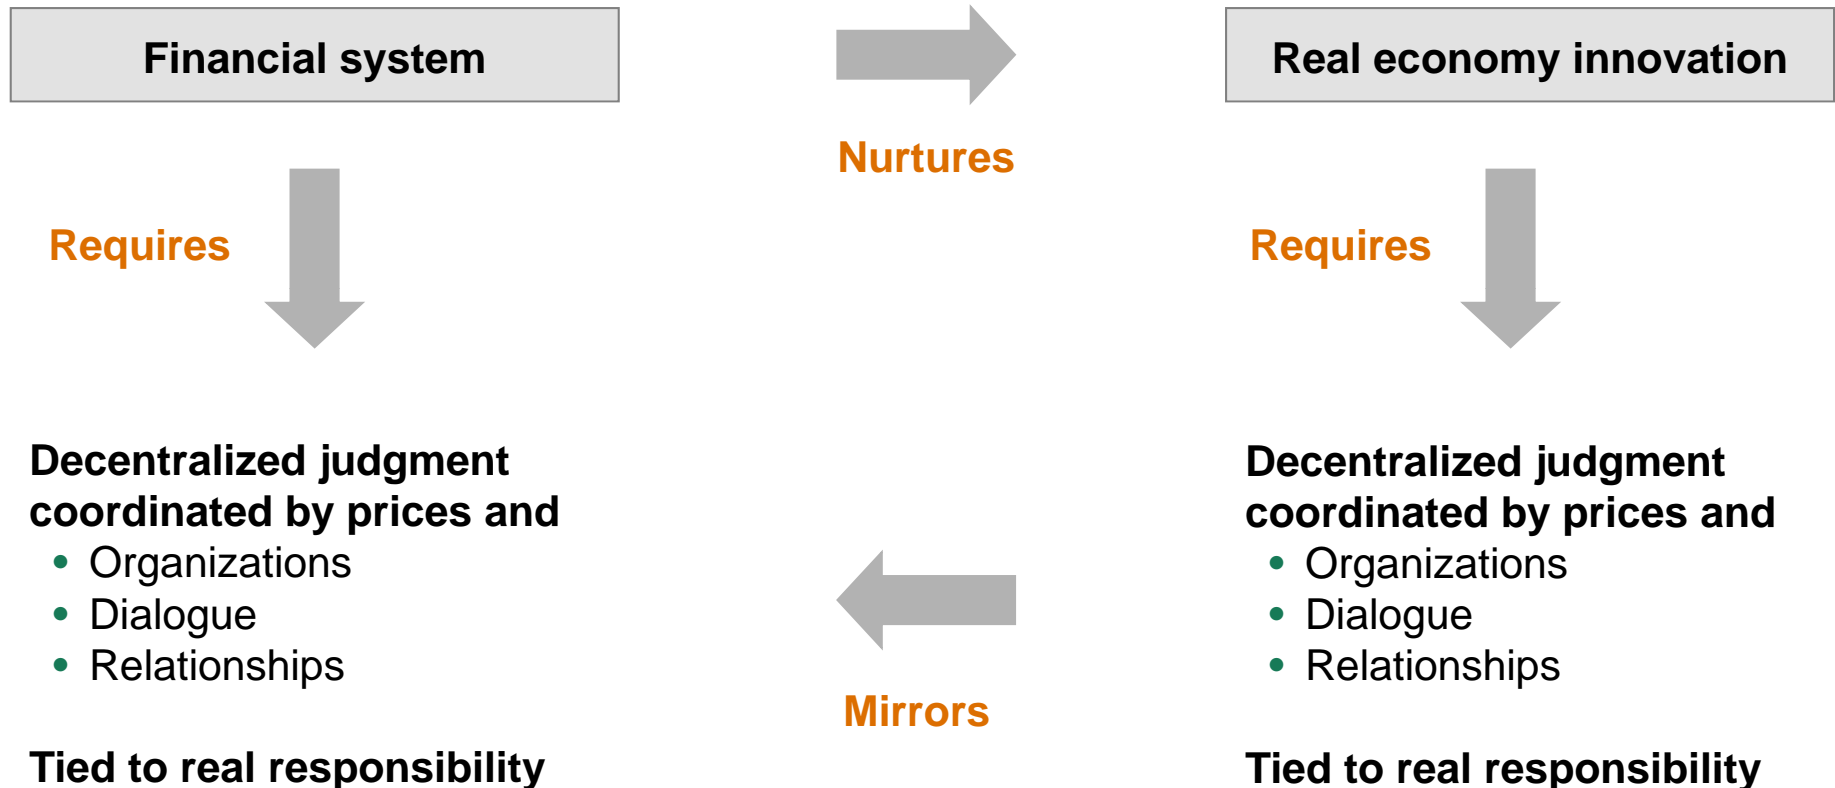 Financial system
Real economy innovation
Nurtures
Requires
Requires
Decentralized judgment
coordinated by prices and
• Organizations
• Dialogue
• Relationships
Tied to real responsibility
Mirrors
Decentralized judgment
coordinated by prices and
• Organizations
• Dialogue
• Relationships
Tied to real responsibility